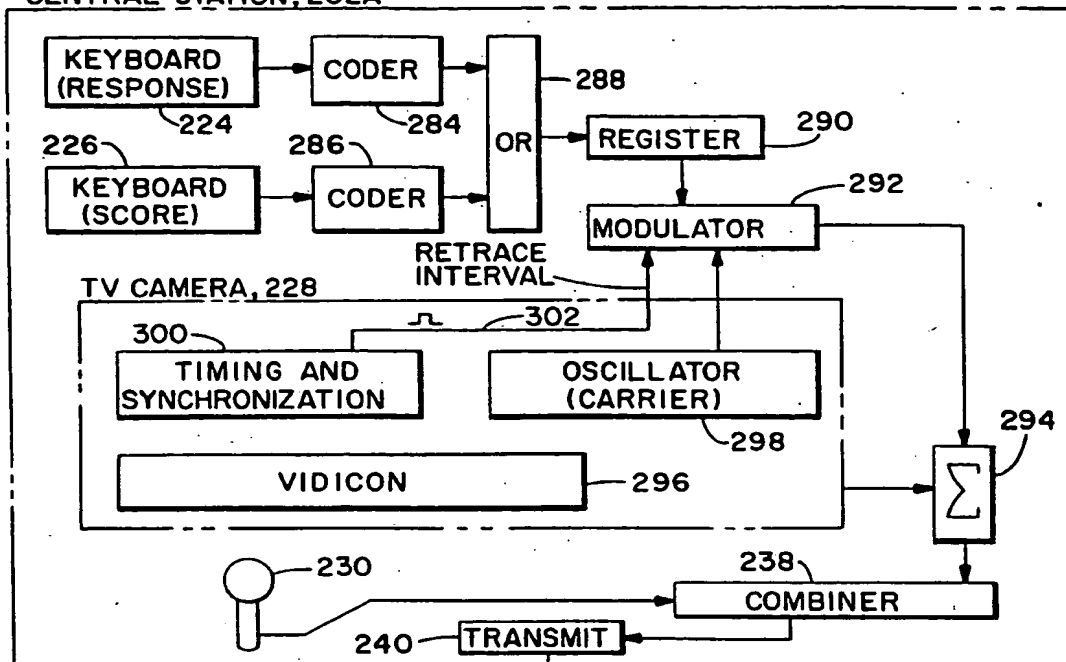 CENTRAL STATION, 202A
KEYBOARD
(RESPONSE)
224
CODER
284
OR
288
REGISTER
290
226
KEYBOARD
(SCORE)
286
CODER
292
MODULATOR
RETRACE
INTERVAL
TV CAMERA, 228
302
300
TIMING AND
SYNCHRONIZATION
OSCILLATOR
(CARRIER)
298
294
Σ
VIDICON
296
230
238
COMBINER
240
TRANSMIT